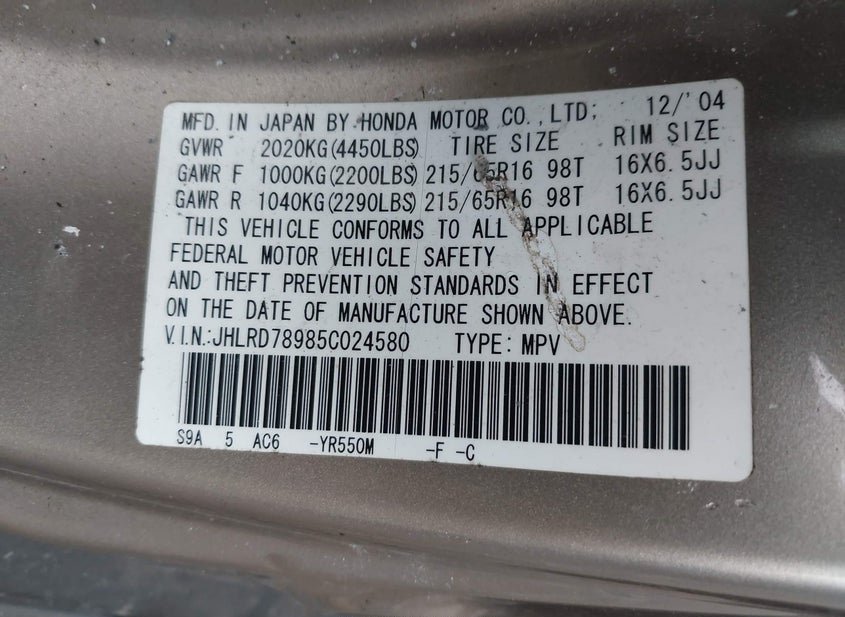 MFD. IN JAPAN BY HONDA MOTOR CO., LTD; 12/'04
GVWR 2020KG(4450LBS) TIRE SIZE RIM SIZE
GAWR F 1000KG(2200LBS) 215/65R16 98T 16X6.5JJ
GAWR R 1040KG(2290LBS) 215/65R16 98T 16X6.5JJ
THIS VEHICLE CONFORMS TO ALL APPLICABLE
FEDERAL MOTOR VEHICLE SAFETY
AND THEFT PREVENTION STANDARDS IN EFFECT
ON THE DATE OF MANUFACTURE SHOWN ABOVE.
V.I.N.:JHLRD78985C024580 TYPE: MPV
S9A 5 AC6 -YR550M -F -C